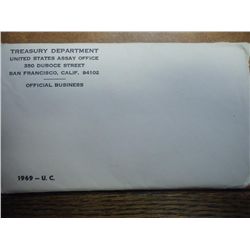 TREASURY DEPARTMENT
UNITED STATES ASSAY OFFICE
350 DUBOCE STREET
SAN FRANCISCO, CALIF. 94102
OFFICIAL BUSINESS
1969 — U. C.